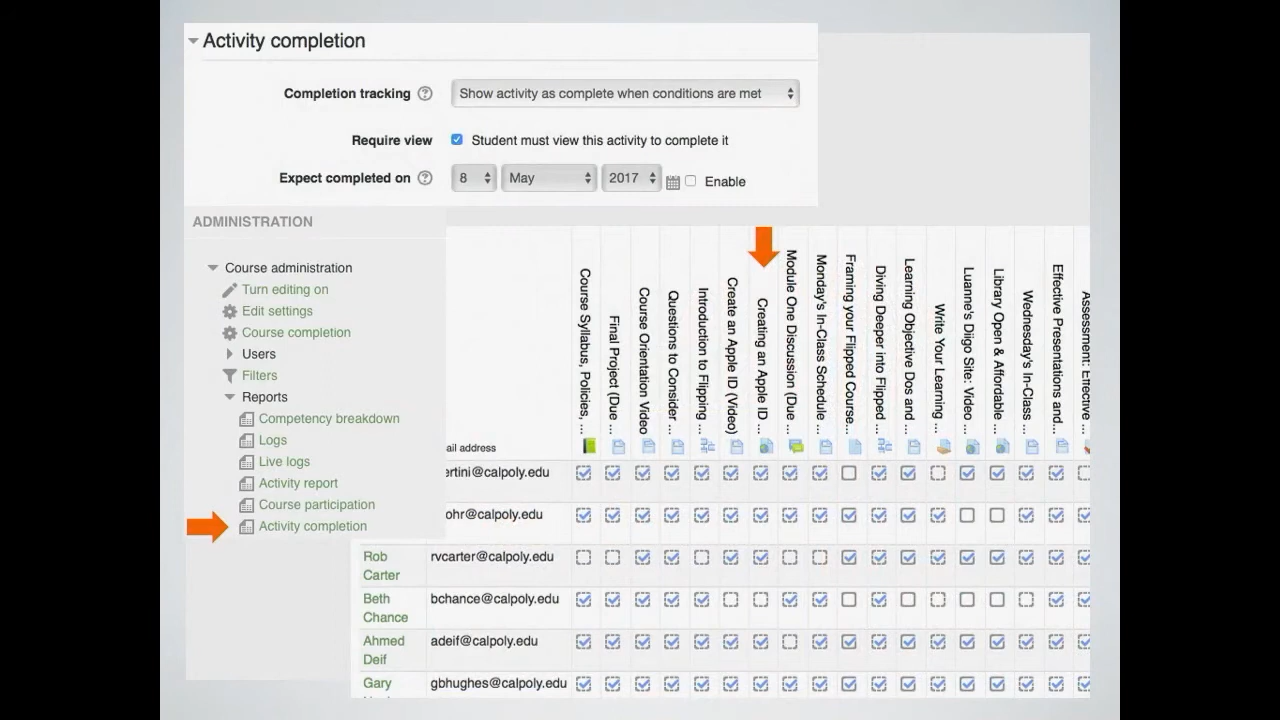 Activity completion
Completion tracking Show activity as complete when conditions are met
Require view Student must view this activity to complete it
Expect completed on 8 May 2017 Enable
ADMINISTRATION
Course administration
Turn editing on
Edit settings
Course completion
Users
Filters
Reports
Competency breakdown
Logs
Live logs
Activity report
Course participation
Activity completion
Course Syllabus, Policies, ...
Final Project (Due ...
Course Orientation Video
Questions to Consider ...
Introduction to Flipping ...
Create an Apple ID (Video)
Creating an Apple ID ...
Module One Discussion (Due ...
Monday's In-Class Schedule ...
Framing your Flipped Course...
Diving Deeper into Flipped ...
Learning Objective Dos and ...
Write Your Learning ...
Luanne's Diigo Site: Video ...
Library Open & Affordable ...
Wednesday's In-Class ...
Effective Presentations and...
Assessment: Effective ...
ail address
ertini@calpoly.edu
ohr@calpoly.edu
Rob Carter rvcarter@calpoly.edu
Beth Chance bchance@calpoly.edu
Ahmed Deif adeif@calpoly.edu
Gary gbhughes@calpoly.edu